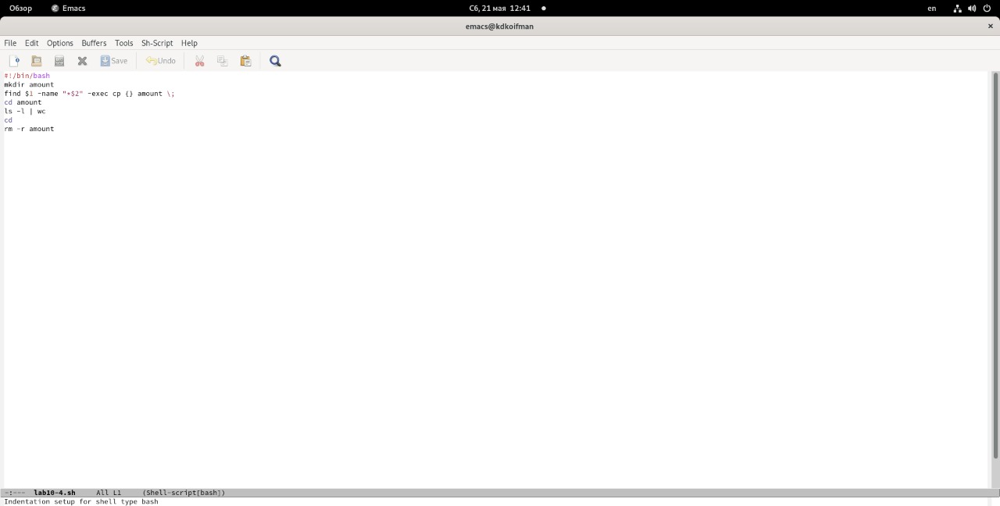 Обзор Emacs Сб, 21 мая 12:41 en
emacs@kdkoifman
File Edit Options Buffers Tools Sh-Script Help
Save Undo
#!/bin/bash
mkdir amount
find $1 -name "*$2" -exec cp {} amount \;
cd amount
ls -l | wc
cd
rm -r amount
-:--- lab10-4.sh All L1 (Shell-script[bash])
Indentation setup for shell type bash